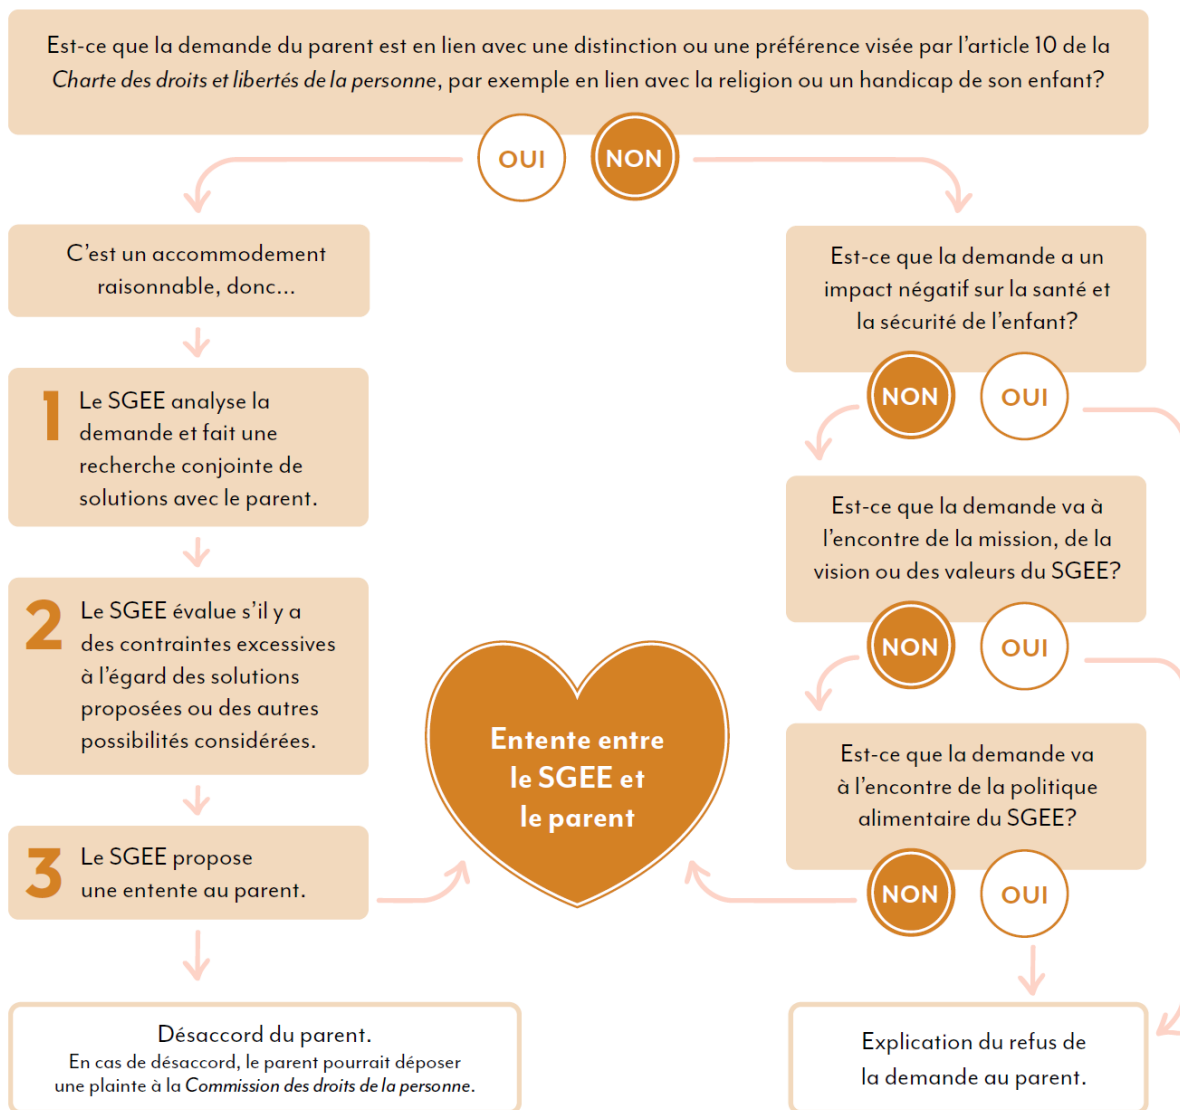 Est-ce que la demande du parent est en lien avec une distinction ou une préférence visée par l'article 10 de la
Charte des droits et libertés de la personne, par exemple en lien avec la religion ou un handicap de son enfant?
OUI
NON
C'est un accommodement
raisonnable, donc...
1
Le SGEE analyse la
demande et fait une
recherche conjointe de
solutions avec le parent.
2
Le SGEE évalue s'il y a
des contraintes excessives
à l'égard des solutions
proposées ou des autres
possibilités considérées.
3
Le SGEE propose
une entente au parent.
Désaccord du parent.
En cas de désaccord, le parent pourrait déposer
une plainte à la Commission des droits de la personne.
Entente entre
le SGEE et
le parent
Est-ce que la demande a un
impact négatif sur la santé et
la sécurité de l'enfant?
NON
OUI
Est-ce que la demande va à
l'encontre de la mission, de la
vision ou des valeurs du SGEE?
NON
OUI
Est-ce que la demande va
à l'encontre de la politique
alimentaire du SGEE?
NON
OUI
Explication du refus de
la demande au parent.